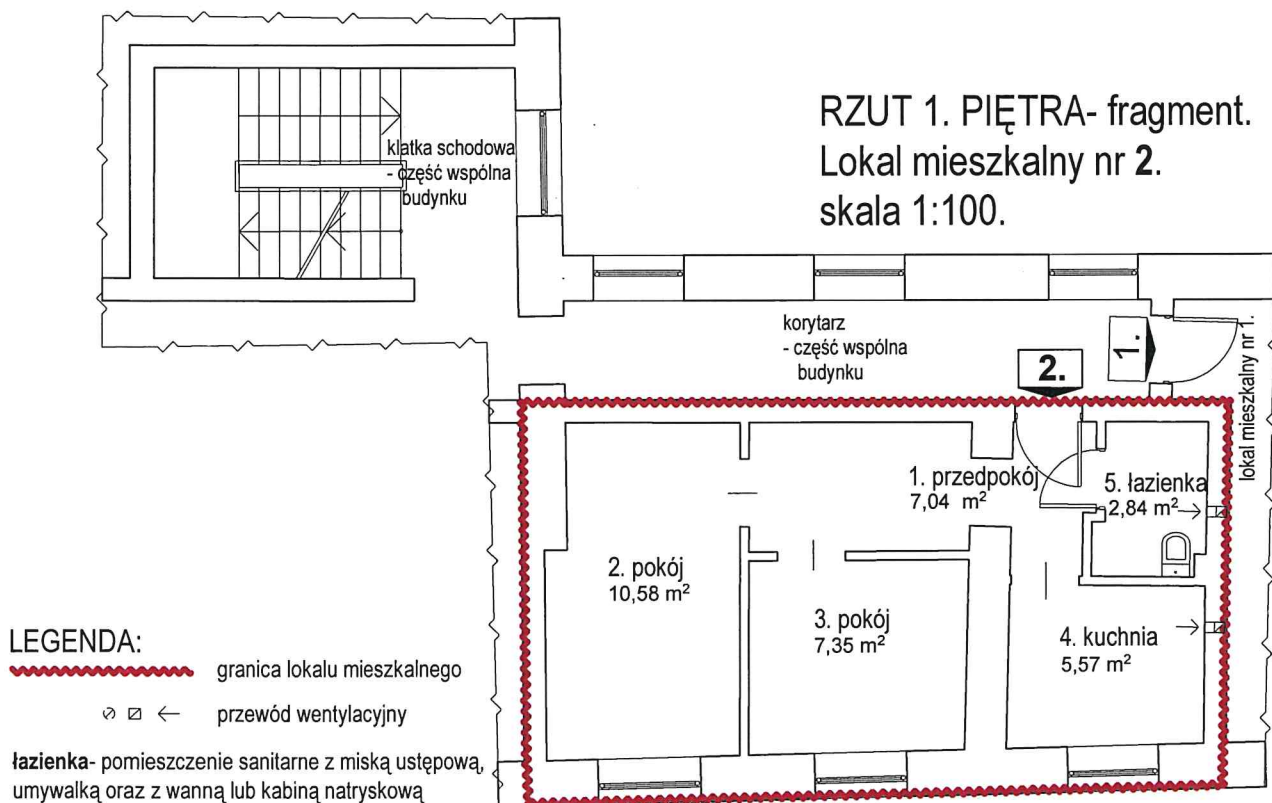 RZUT 1. PIĘTRA- fragment.
Lokal mieszkalny nr 2.
skala 1:100.
klatka schodowa
- część wspólna
budynku
korytarz
- część wspólna
budynku
1.
2.
lokal mieszkalny nr 1.
1. przedpokój
7,04 m²
5. łazienka
2,84 m²
2. pokój
10,58 m²
3. pokój
7,35 m²
4. kuchnia
5,57 m²
LEGENDA:
granica lokalu mieszkalnego
przewód wentylacyjny
łazienka- pomieszczenie sanitarne z miską ustępową,
umywalką oraz z wanną lub kabiną natryskową